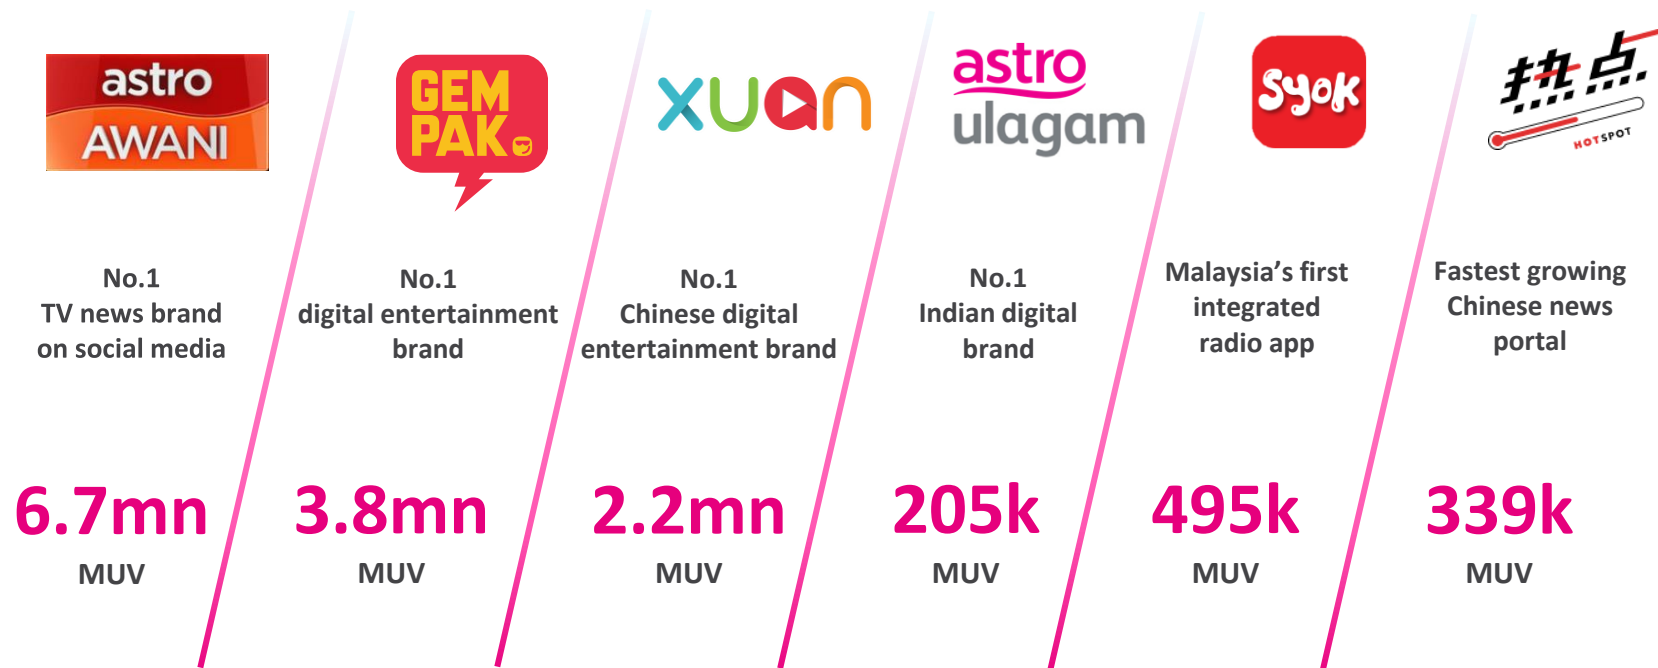 astro
AWANI
No.1
TV news brand
on social media
6.7mn
MUV
GEM
PAK
No.1
digital entertainment
brand
3.8mn
MUV
xuan
No.1
Chinese digital
entertainment brand
2.2mn
MUV
astro
ulagam
No.1
Indian digital
brand
205k
MUV
Syok
Malaysia’s first
integrated
radio app
495k
MUV
热点
HOTSPOT
Fastest growing
Chinese news
portal
339k
MUV